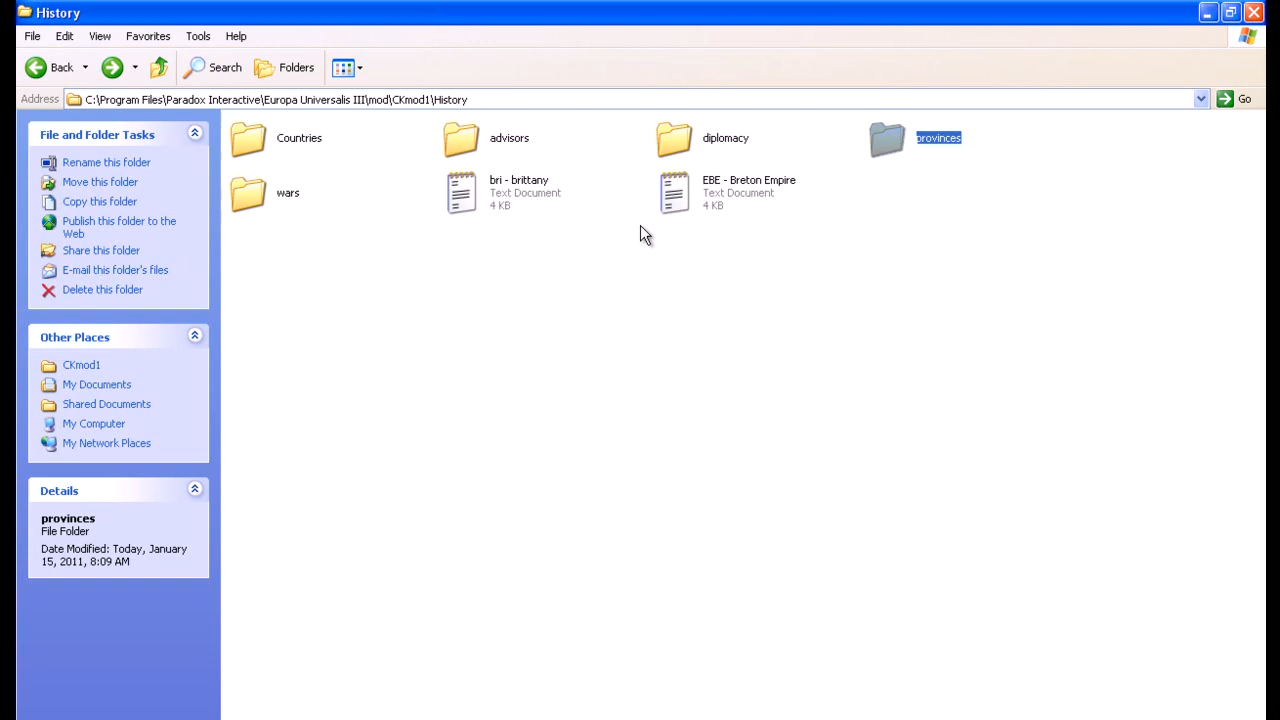 History
File Edit View Favorites Tools Help
Back Search Folders
Address C:\Program Files\Paradox Interactive\Europa Universalis III\mod\CKmod1\History Go
File and Folder Tasks
Rename this folder
Move this folder
Copy this folder
Publish this folder to the
Web
Share this folder
E-mail this folder's files
Delete this folder
Other Places
CKmod1
My Documents
Shared Documents
My Computer
My Network Places
Details
provinces
File Folder
Date Modified: Today, January
15, 2011, 8:09 AM
Countries
advisors
diplomacy
provinces
wars
bri - brittany
Text Document
4 KB
EBE - Breton Empire
Text Document
4 KB